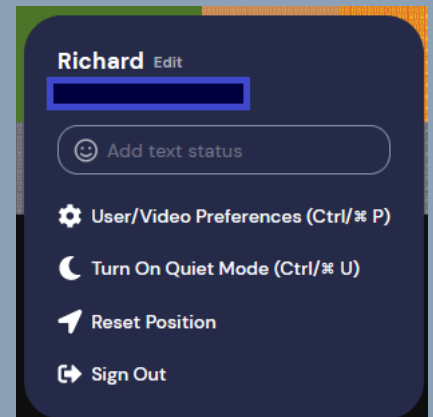 Richard Edit
Add text status
User/Video Preferences (Ctrl/⌘ P)
Turn On Quiet Mode (Ctrl/⌘ U)
Reset Position
Sign Out